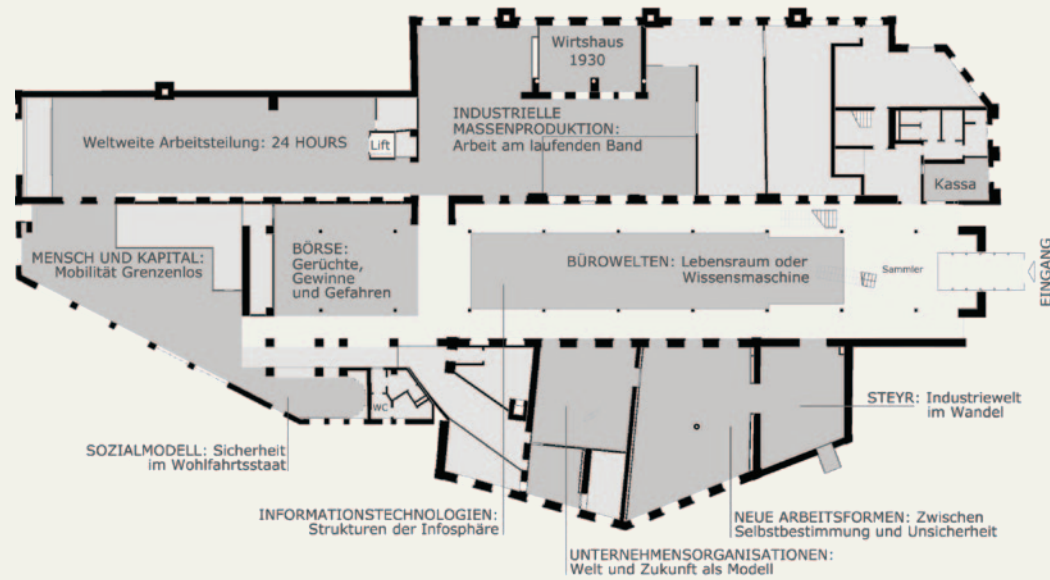 Wirtshaus
1930
INDUSTRIELLE
MASSENPRODUKTION:
Arbeit am laufenden Band
Weltweite Arbeitsteilung: 24 HOURS
Lift
Kassa
MENSCH UND KAPITAL:
Mobilität Grenzenlos
BÖRSE:
Gerüchte,
Gewinne
und Gefahren
BÜROWELTEN: Lebensraum oder
Wissensmaschine
Sammler
EINGANG
WC
STEYR: Industriewelt
im Wandel
SOZIALMODELL: Sicherheit
im Wohlfahrtsstaat
INFORMATIONSTECHNOLOGIEN:
Strukturen der Infosphäre
NEUE ARBEITSFORMEN: Zwischen
Selbstbestimmung und Unsicherheit
UNTERNEHMENSORGANISATIONEN:
Welt und Zukunft als Modell